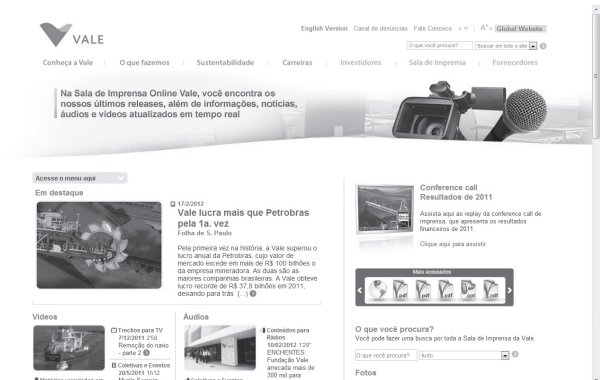 VALE
English Version Canal de denúncias Fale Conosco Global Website
O que você procura? Buscar em todo o site
Conheça a Vale O que fazemos Sustentabilidade Carreiras Investidores Sala de Imprensa Fornecedores
Na Sala de Imprensa Online Vale, você encontra os
nossos últimos releases, além de informações, notícias,
áudios e vídeos atualizados em tempo real
Acesse o menu aqui
Em destaque
17/2/2012
Vale lucra mais que Petrobras
pela 1a. vez
Folha de S. Paulo
Pela primeira vez na história, a Vale superou o
lucro anual da Petrobras, cujo valor de
mercado excede em mais de R$ 100 bilhões o
da empresa mineradora. As duas são as
maiores companhias brasileiras. A Vale obteve
lucro recorde de R$ 37,8 bilhões em 2011,
deixando para trás (...)
Conference call
Resultados de 2011
Assista aqui ao replay da conference call de
imprensa, que apresenta os resultados
financeiros de 2011.
Clique aqui para assistir
Mais acessados
pdf pdf ppt pdf
Vídeos
Trechos para TV
7/12/2011 2'58
Remoção do navio
- parte 2
Coletivas e Eventos
20/5/2011 1h12
Áudios
Conteúdos para
Rádios
10/02/2012 1'29"
ENCHENTES:
Fundação Vale
arrecada mais de
300 mil para
O que você procura?
Você pode fazer uma busca por toda a Sala de Imprensa da Vale.
O que você procura? tudo
Fotos